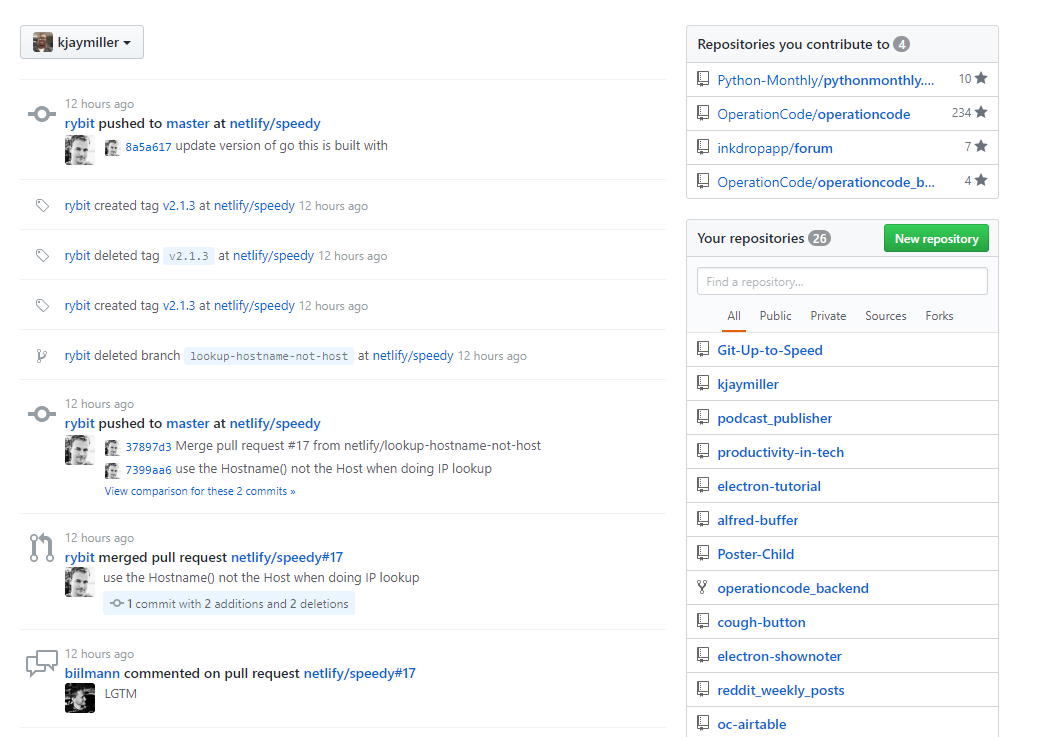 kjaymiller
12 hours ago
rybit pushed to master at netlify/speedy
8a5a617 update version of go this is built with
rybit created tag v2.1.3 at netlify/speedy 12 hours ago
rybit deleted tag v2.1.3 at netlify/speedy 12 hours ago
rybit created tag v2.1.3 at netlify/speedy 12 hours ago
rybit deleted branch lookup-hostname-not-host at netlify/speedy 12 hours ago
12 hours ago
rybit pushed to master at netlify/speedy
37897d3 Merge pull request #17 from netlify/lookup-hostname-not-host
7399aa6 use the Hostname() not the Host when doing IP lookup
View comparison for these 2 commits »
12 hours ago
rybit merged pull request netlify/speedy#17
use the Hostname() not the Host when doing IP lookup
1 commit with 2 additions and 2 deletions
12 hours ago
biilmann commented on pull request netlify/speedy#17
LGTM
Repositories you contribute to 4
Python-Monthly/pythonmonthly.... 10
OperationCode/operationcode 234
inkdropapp/forum 7
OperationCode/operationcode_b... 4
Your repositories 26 New repository
Find a repository...
All Public Private Sources Forks
Git-Up-to-Speed
kjaymiller
podcast_publisher
productivity-in-tech
electron-tutorial
alfred-buffer
Poster-Child
operationcode_backend
cough-button
electron-shownoter
reddit_weekly_posts
oc-airtable